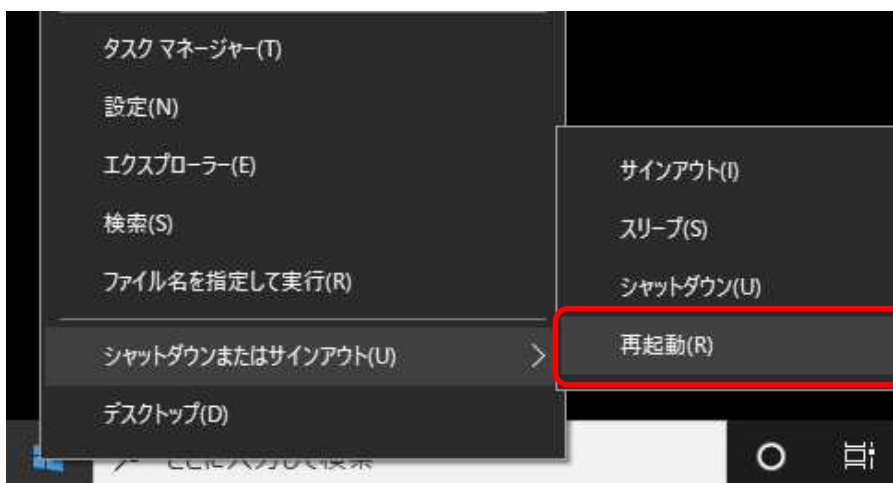 タスク マネージャー(T)
設定(N)
エクスプローラー(E)
検索(S)
ファイル名を指定して実行(R)
シャットダウンまたはサインアウト(U)
デスクトップ(D)
サインアウト(I)
スリープ(S)
シャットダウン(U)
再起動(R)